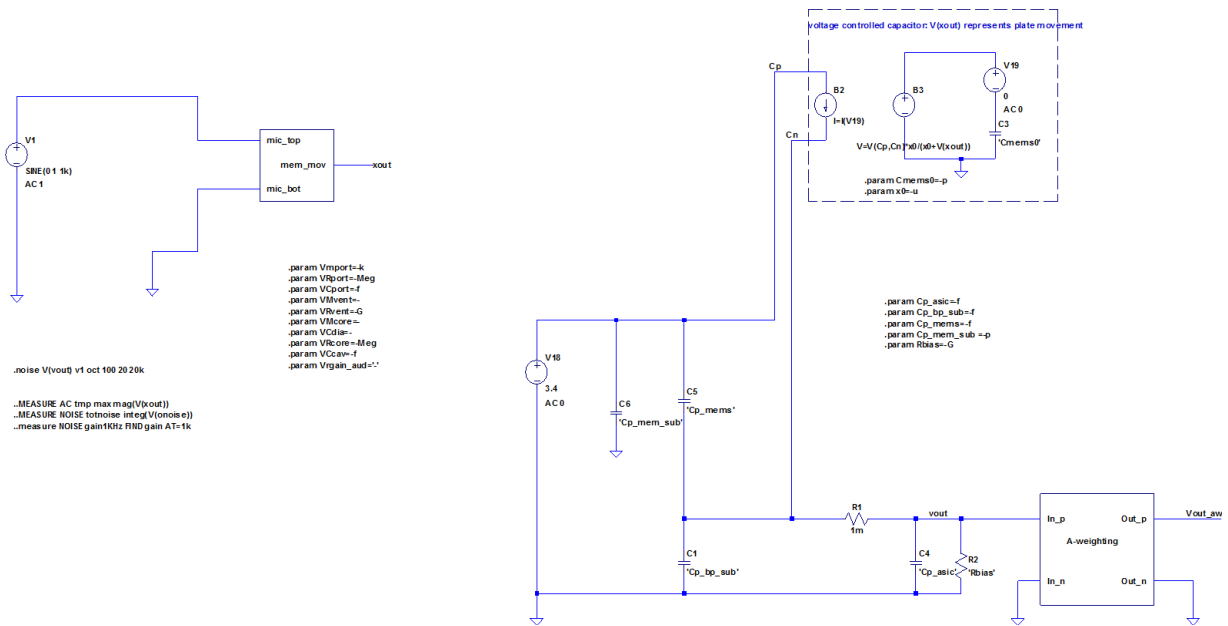 voltage controlled capacitor: V(xout) represents plate movement
Cp
B2
I=I(V19)
Cn
B3
V=V(Cp,Cn)*x0/(x0+V(xout))
V19
0
AC 0
C3
'Cmems0'
.param Cmems0=-p
.param x0=-u
V1
SINE(0 1 1k)
AC 1
mic_top
mem_mov
mic_bot
xout
.param Vmport=-k
.param VRport=-Meg
.param VCport=-f
.param VMvent=-
.param VRvent=-G
.param VMcore=-
.param VCdia=-
.param VRcore=-Meg
.param VCcav=-f
.param Vrgain_aud='-'
.noise V(vout) v1 oct 100 20 20k
..MEASURE AC tmp max mag(V(xout))
..MEASURE NOISE totnoise integ(V(onoise))
..measure NOISE gain1KHz FIND gain AT=1k
.param Cp_asic=-f
.param Cp_bp_sub=-f
.param Cp_mems=-f
.param Cp_mem_sub =-p
.param Rbias=-G
V18
3.4
AC 0
C6
'Cp_mem_sub'
C5
'Cp_mems'
C1
'Cp_bp_sub'
R1
1m
vout
C4
'Cp_asic'
R2
'Rbias'
In_p
Out_p
A-weighting
In_n
Out_n
Vout_aw